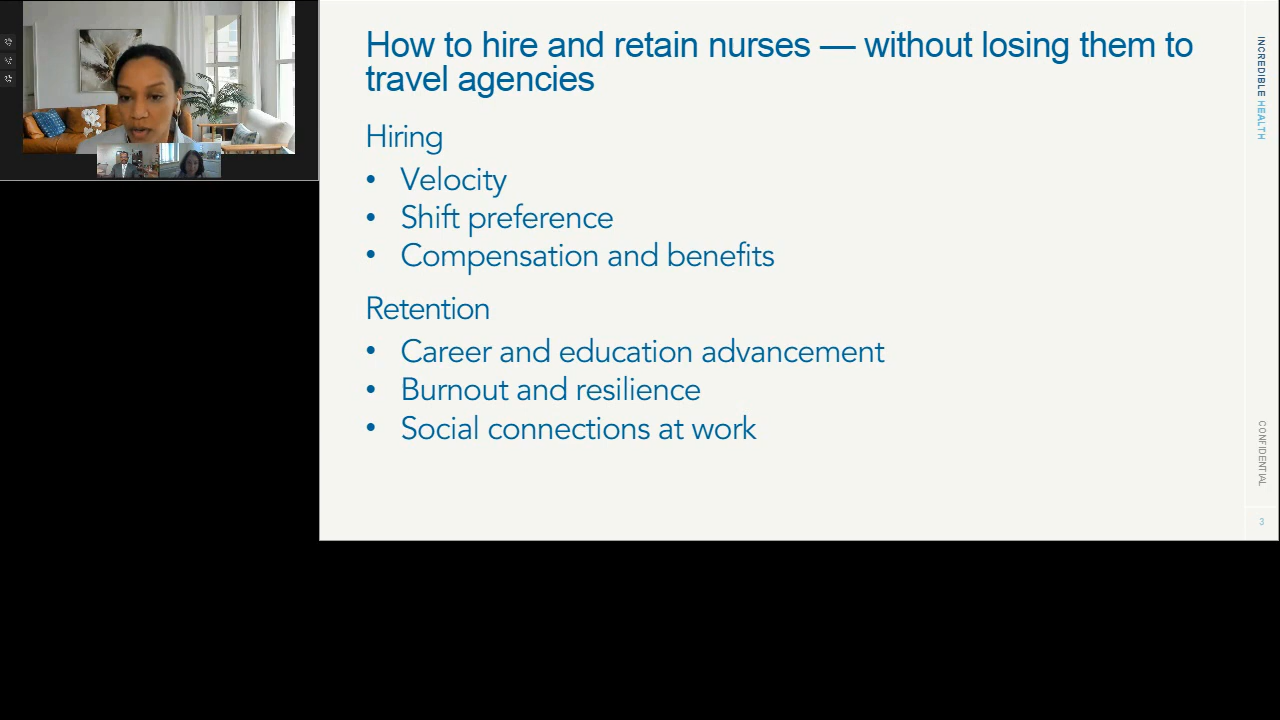 How to hire and retain nurses — without losing them to
travel agencies
Hiring
• Velocity
• Shift preference
• Compensation and benefits
Retention
• Career and education advancement
• Burnout and resilience
• Social connections at work
INCREDIBLE HEALTH
CONFIDENTIAL
3